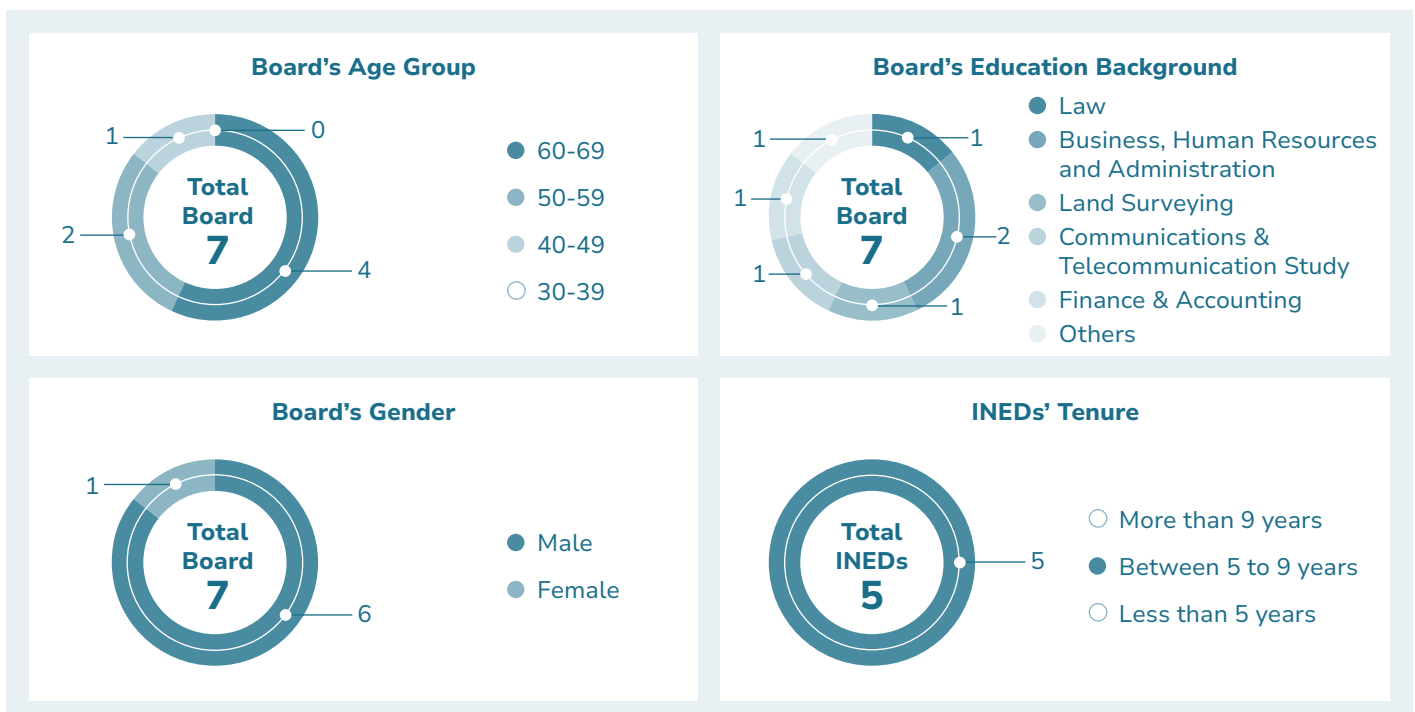 Board’s Age Group
1
0
2
4
Total
Board
7
60-69
50-59
40-49
30-39
Board’s Education Background
1
1
1
2
1
1
Total
Board
7
Law
Business, Human Resources
and Administration
Land Surveying
Communications &
Telecommunication Study
Finance & Accounting
Others
Board’s Gender
1
6
Total
Board
7
Male
Female
INEDs’ Tenure
Total
INEDs
5
5
More than 9 years
Between 5 to 9 years
Less than 5 years